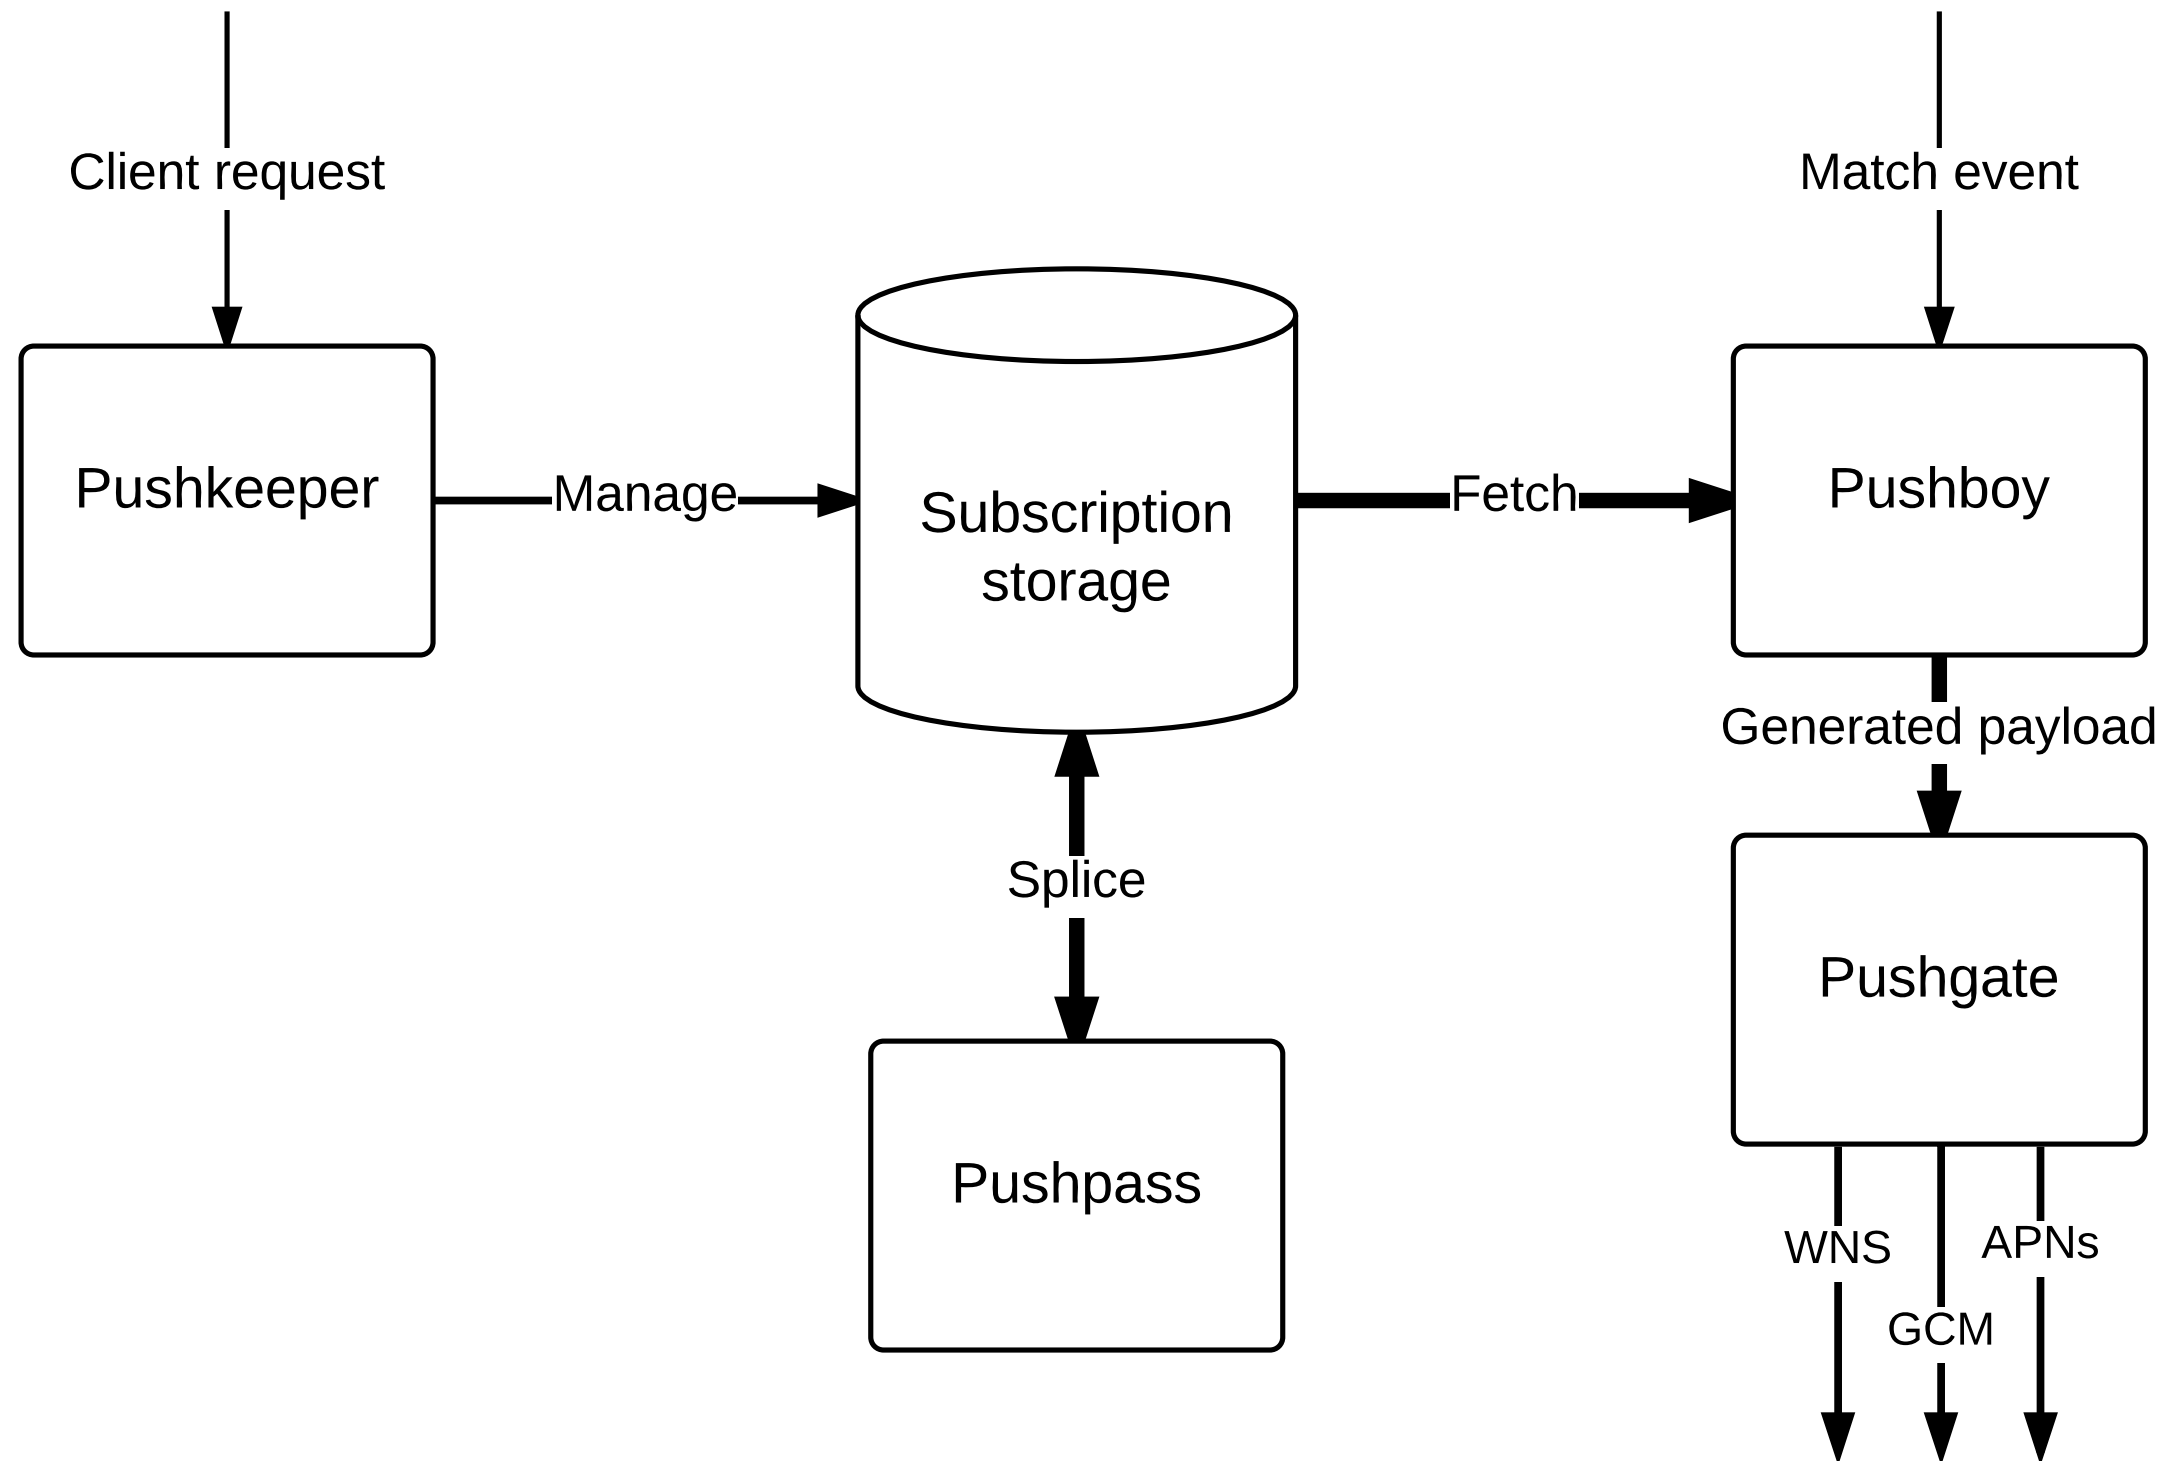 Client request
Match event
Pushkeeper
Manage
Subscription
storage
Fetch
Pushboy
Generated payload
Splice
Pushgate
Pushpass
WNS
APNs
GCM